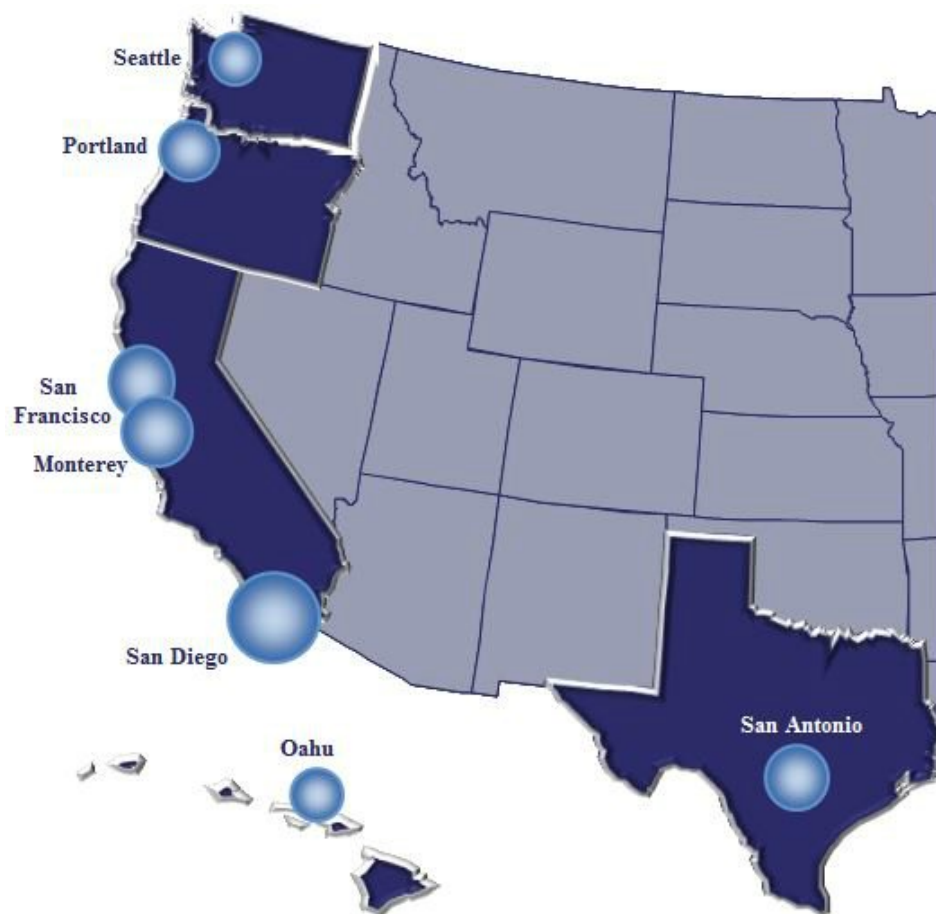 Seattle
Portland
San
Francisco
Monterey
San Diego
San Antonio
Oahu